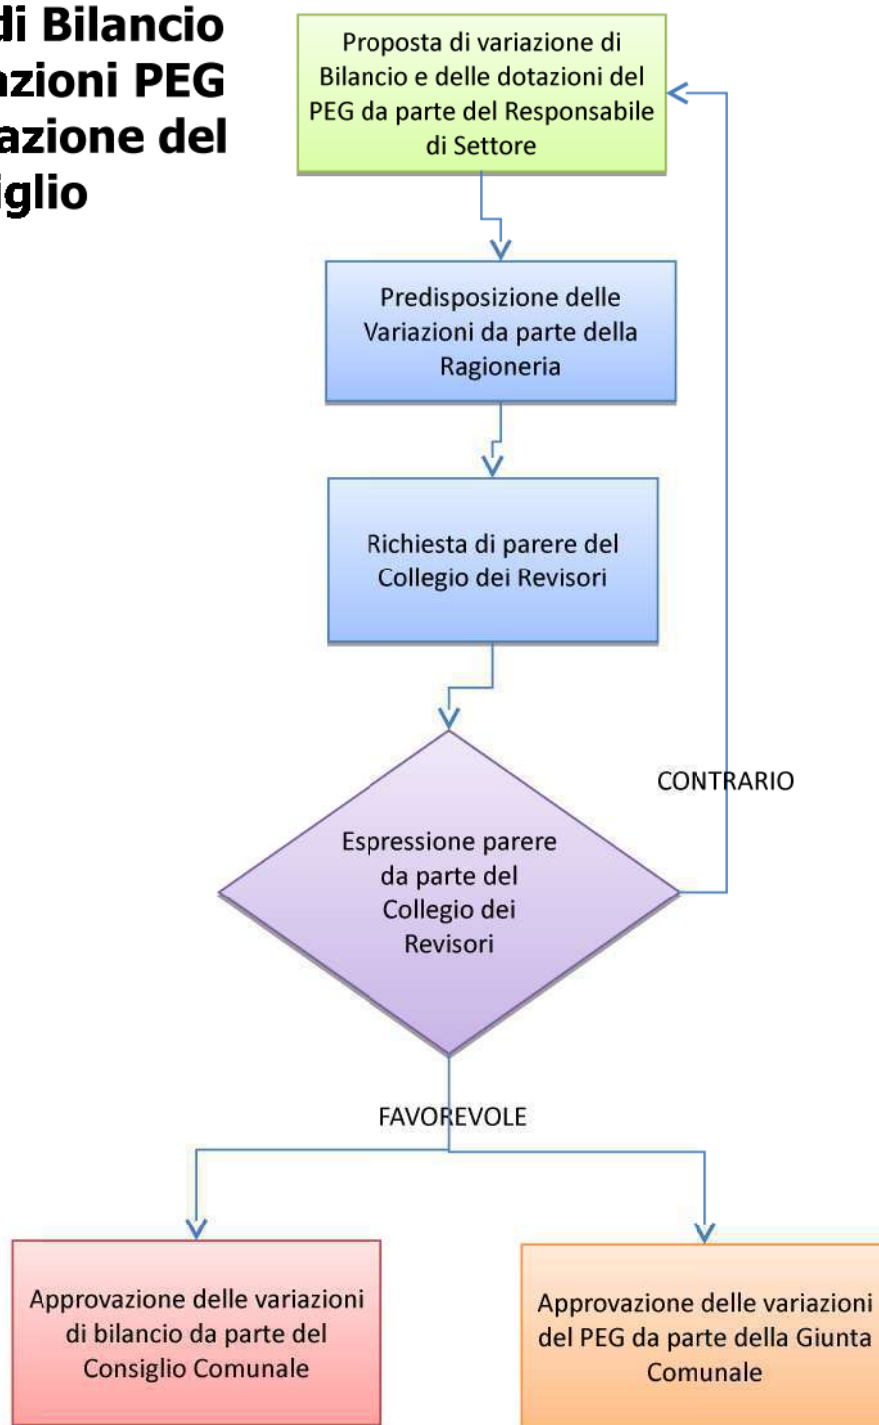 di Bilancio
azioni PEG
azione del
iglio
Proposta di variazione di
Bilancio e delle dotazioni del
PEG da parte del Responsabile
di Settore
Predisposizione delle
Variazioni da parte della
Ragioneria
Richiesta di parere del
Collegio dei Revisori
CONTRARIO
Espressione parere
da parte del
Collegio dei
Revisori
FAVOREVOLE
Approvazione delle variazioni
di bilancio da parte del
Consiglio Comunale
Approvazione delle variazioni
del PEG da parte della Giunta
Comunale